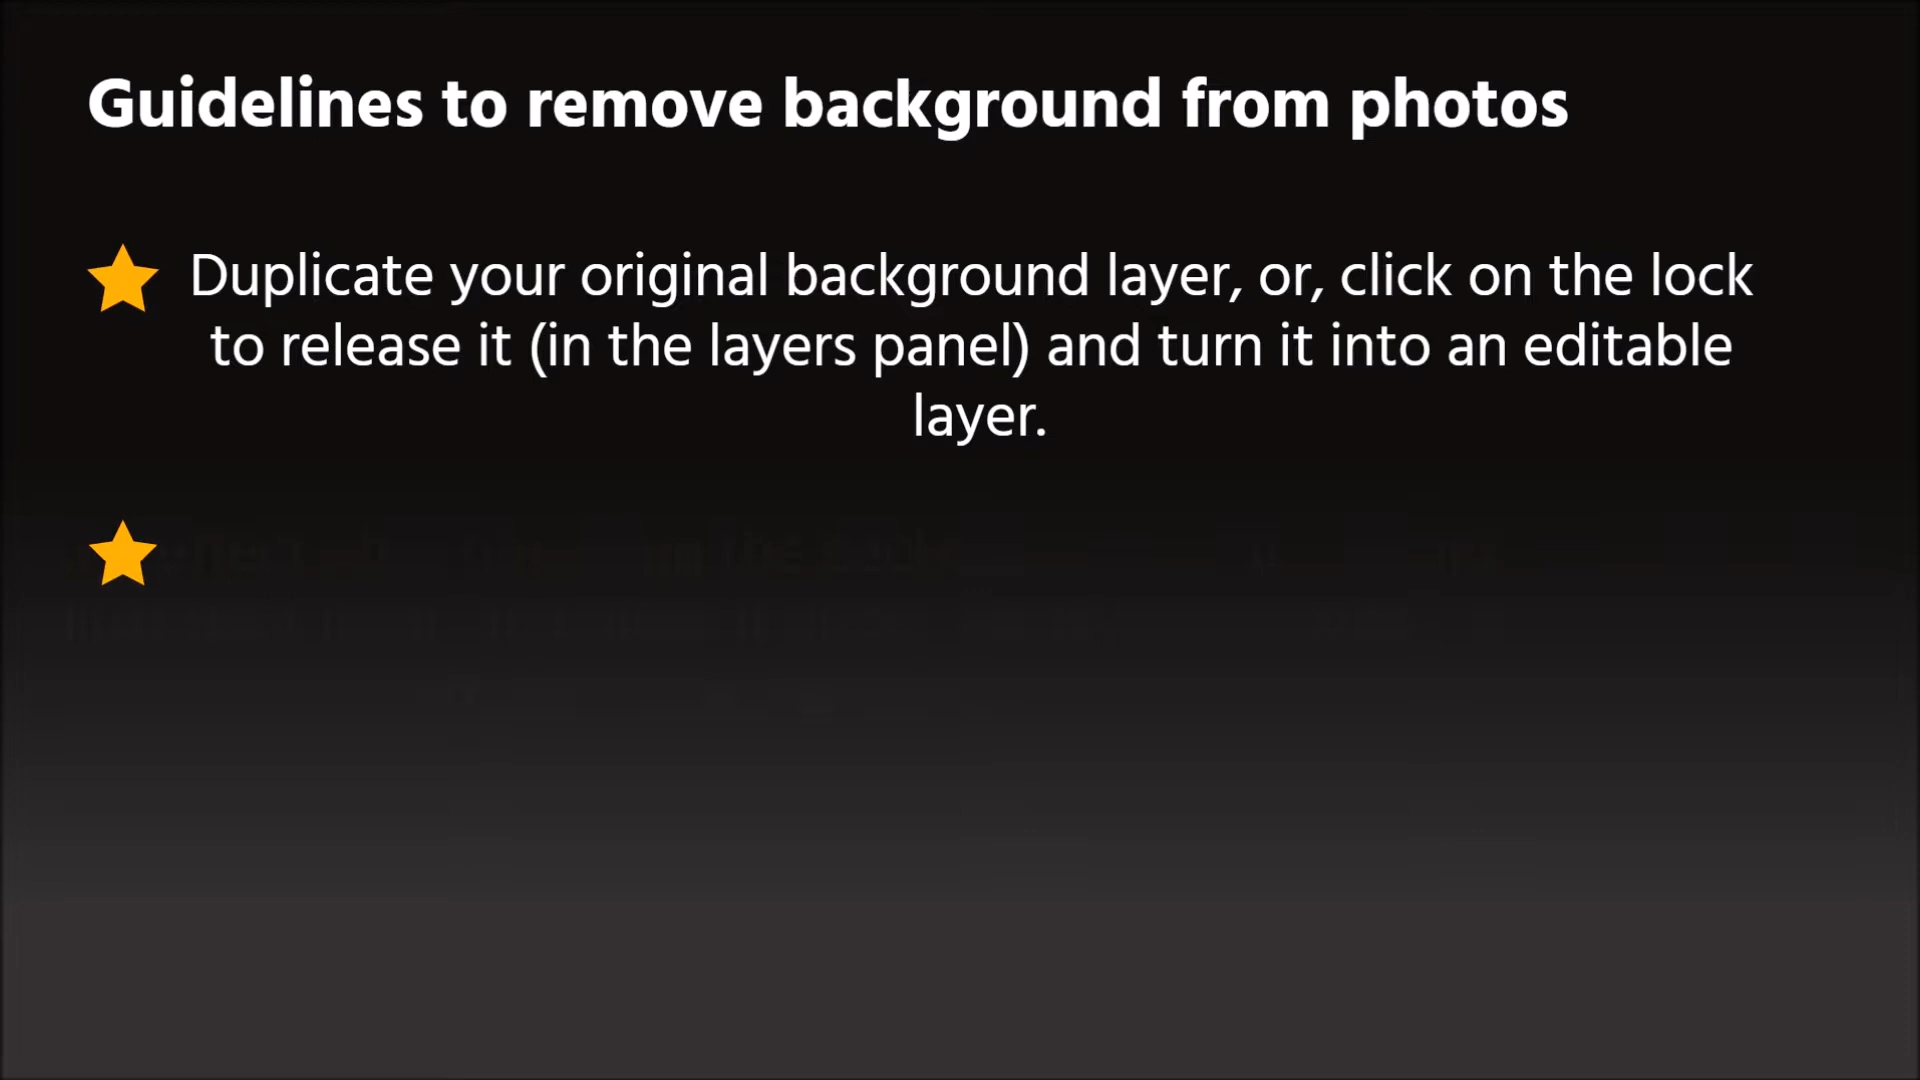 Guidelines to remove background from photos
Duplicate your original background layer, or, click on the lock
to release it (in the layers panel) and turn it into an editable
layer.